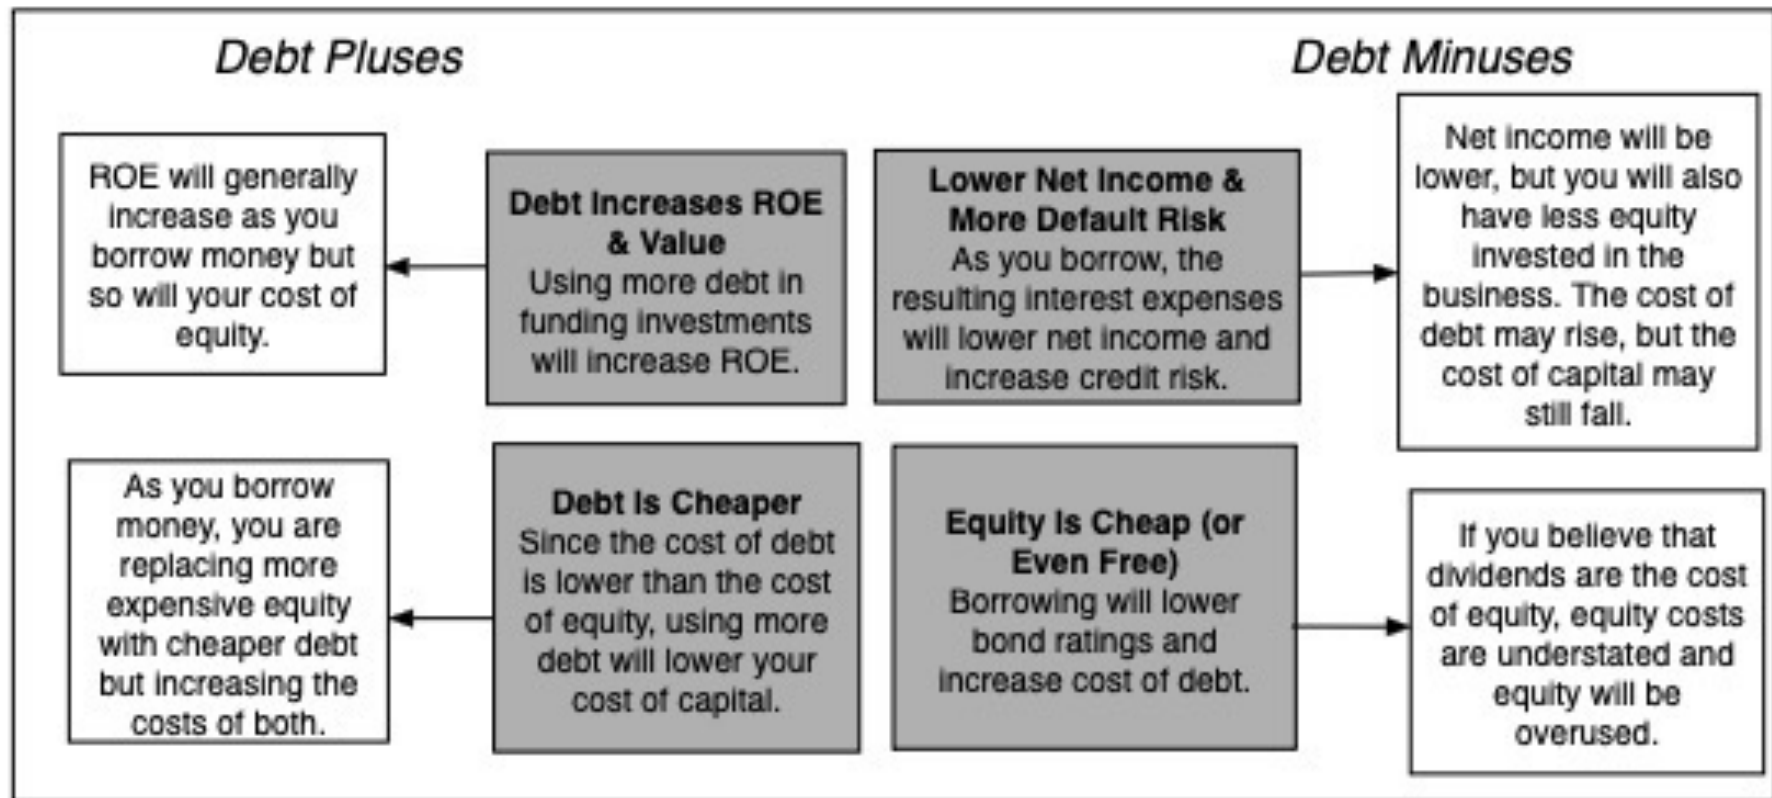 Debt Pluses
Debt Minuses
ROE will generally
increase as you
borrow money but
so will your cost of
equity.
Debt Increases ROE
& Value
Using more debt in
funding investments
will increase ROE.
Lower Net Income &
More Default Risk
As you borrow, the
resulting interest expenses
will lower net income and
increase credit risk.
Net income will be
lower, but you will also
have less equity
invested in the
business. The cost of
debt may rise, but the
cost of capital may
still fall.
As you borrow
money, you are
replacing more
expensive equity
with cheaper debt
but increasing the
costs of both.
Debt Is Cheaper
Since the cost of debt
is lower than the cost
of equity, using more
debt will lower your
cost of capital.
Equity Is Cheap (or
Even Free)
Borrowing will lower
bond ratings and
increase cost of debt.
If you believe that
dividends are the cost
of equity, equity costs
are understated and
equity will be
overused.